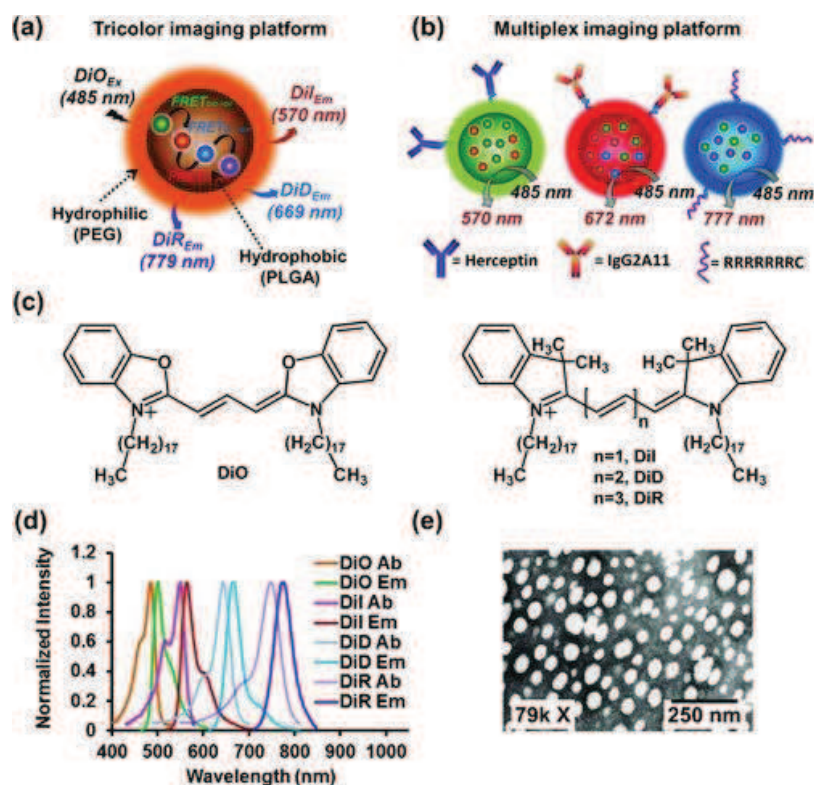 (a) Tricolor imaging platform
DiO_Ex
(485 nm)
DiI_Em
(570 nm)
DiD_Em
(669 nm)
Hydrophilic
(PEG)
DiR_Em
(779 nm)
Hydrophobic
(PLGA)
(b) Multiplex imaging platform
485 nm
485 nm
485 nm
570 nm
672 nm
777 nm
= Herceptin
= IgG2A11
= RRRRRRRC
(c)
O
O
N+
N
(CH2)17
(H2C)17
H3C
CH3
DiO
H3C
CH3
H3C
CH3
N+
n
N
(CH2)17
(H2C)17
H3C
CH3
n=1, DiI
n=2, DiD
n=3, DiR
(d)
Normalized Intensity
1.2
1
0.8
0.6
0.4
0.2
0
400 500 600 700 800 900 1000
Wavelength (nm)
DiO Ab
DiO Em
DiI Ab
DiI Em
DiD Ab
DiD Em
DiR Ab
DiR Em
(e)
79k X
250 nm